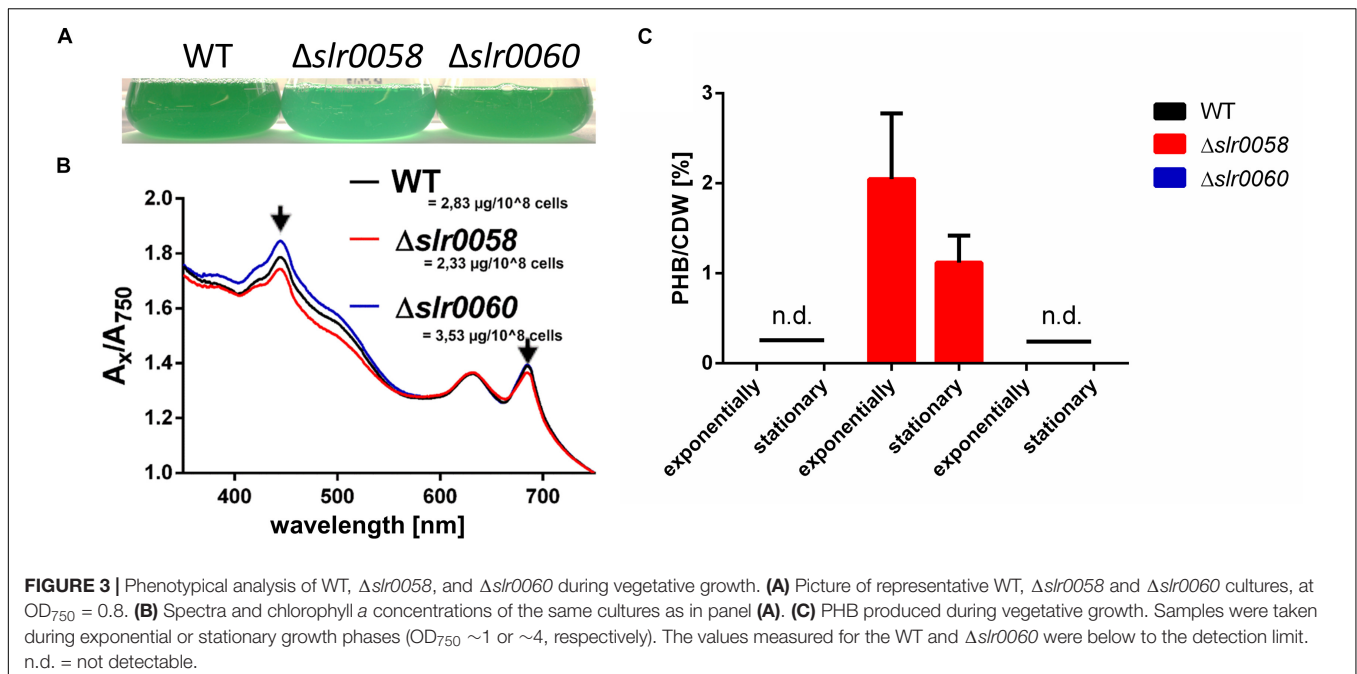 A
WT Δslr0058 Δslr0060
B
WT
= 2,83 µg/10^8 cells
Δslr0058
= 2,33 µg/10^8 cells
Δslr0060
= 3,53 µg/10^8 cells
2.0
1.8
1.6
1.4
1.2
1.0
Ax/A750
400 500 600 700
wavelength [nm]
C
3
2
1
0
PHB/CDW [%]
n.d.
n.d.
exponentially
stationary
exponentially
stationary
exponentially
stationary
WT
Δslr0058
Δslr0060
FIGURE 3 | Phenotypical analysis of WT, Δslr0058, and Δslr0060 during vegetative growth. (A) Picture of representative WT, Δslr0058 and Δslr0060 cultures, at
OD750 = 0.8. (B) Spectra and chlorophyll a concentrations of the same cultures as in panel (A). (C) PHB produced during vegetative growth. Samples were taken
during exponential or stationary growth phases (OD750 ∼1 or ∼4, respectively). The values measured for the WT and Δslr0060 were below to the detection limit.
n.d. = not detectable.